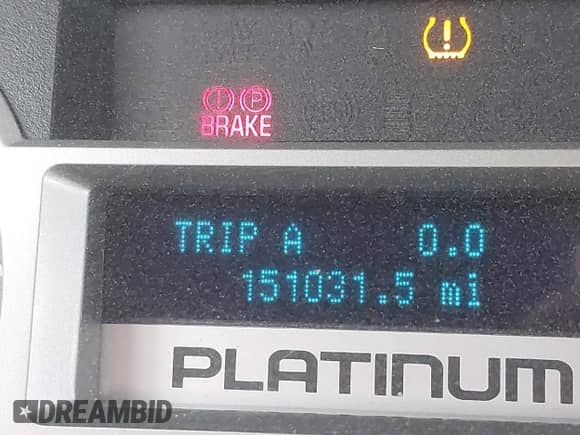 (!) (P)
BRAKE
TRIP A 0.0
151031.5 mi
PLATINUM
DREAMBID